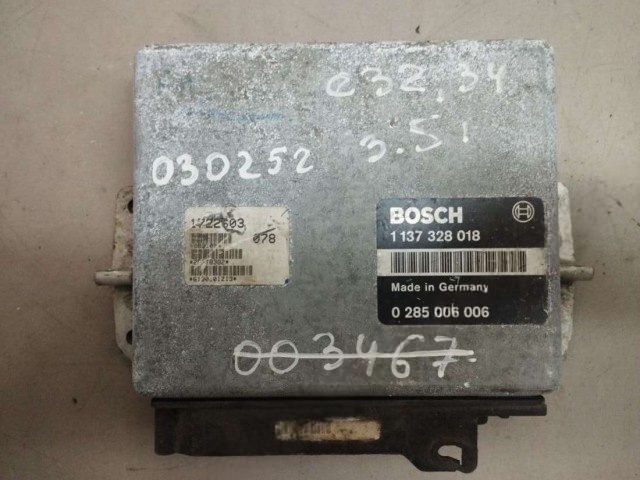 e32, 34
030252 3.5i
1722603
078
BOSCH
1 137 328 018
Made in Germany
0 285 006 006
003467